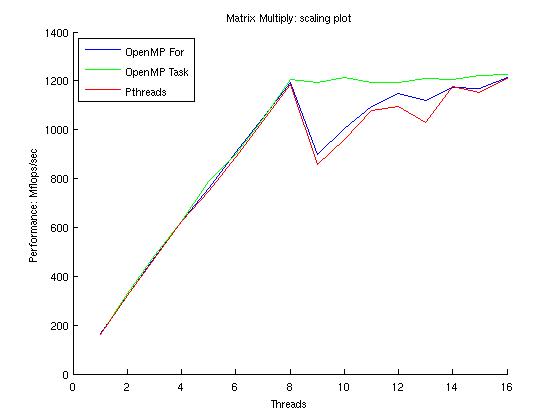 Matrix Multiply: scaling plot
1400
1200
1000
800
600
400
200
0
OpenMP For
OpenMP Task
Pthreads
Performance: Mflops/sec
0 2 4 6 8 10 12 14 16
Threads